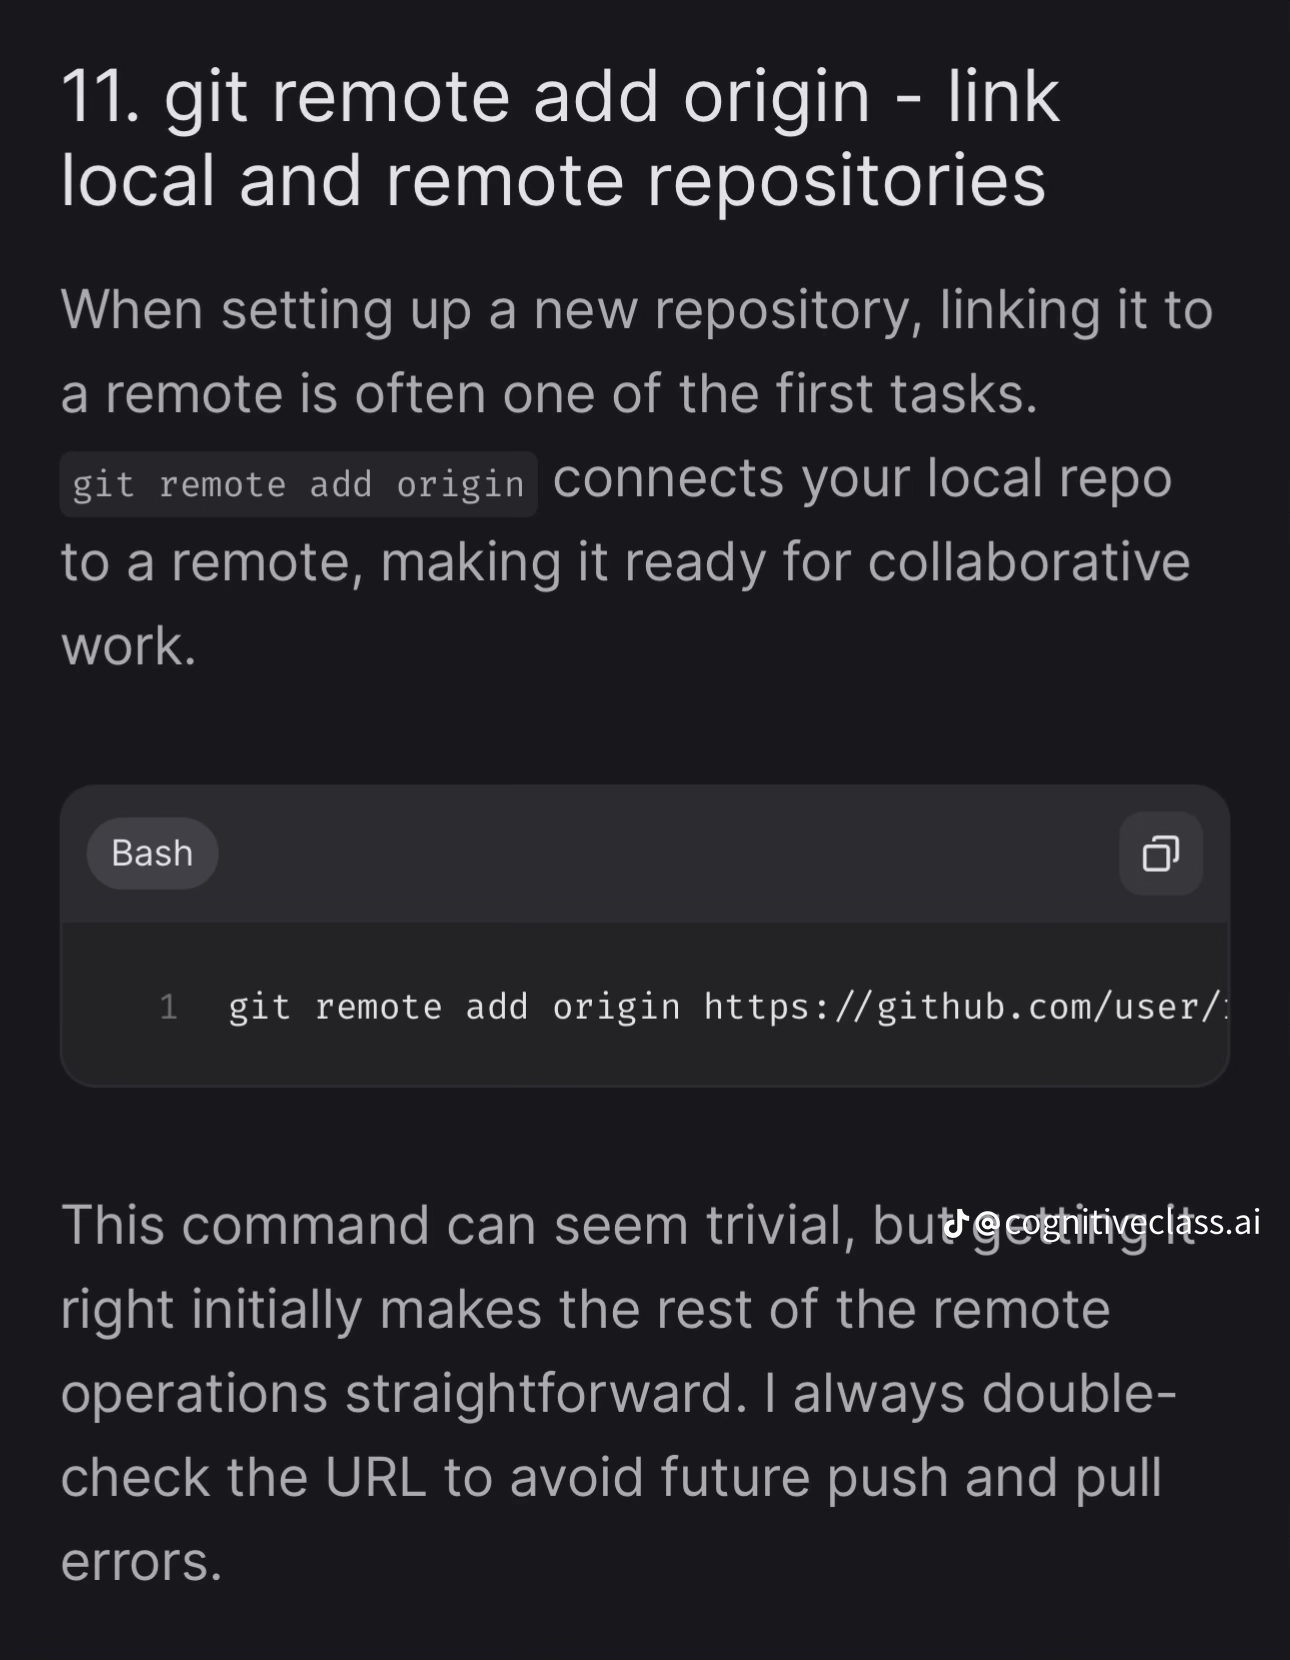 11. git remote add origin - link
local and remote repositories
When setting up a new repository, linking it to
a remote is often one of the first tasks.
git remote add origin connects your local repo
to a remote, making it ready for collaborative
work.
Bash
1 git remote add origin https://github.com/user/
This command can seem trivial, but getting it
@cognitiveclass.ai
right initially makes the rest of the remote
operations straightforward. I always double-
check the URL to avoid future push and pull
errors.